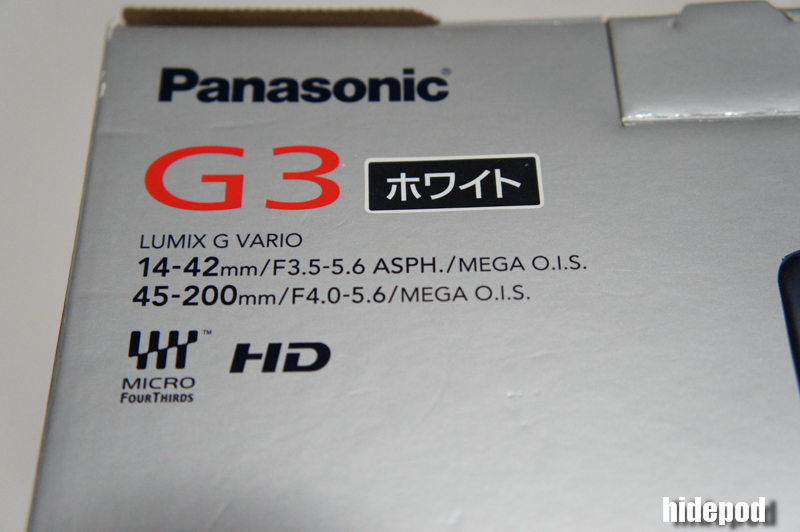 Panasonic®
G3 ホワイト
LUMIX G VARIO
14-42mm/F3.5-5.6 ASPH./MEGA O.I.S.
45-200mm/F4.0-5.6/MEGA O.I.S.
™ HD
MICRO
FOURTHIRDS
hidepod